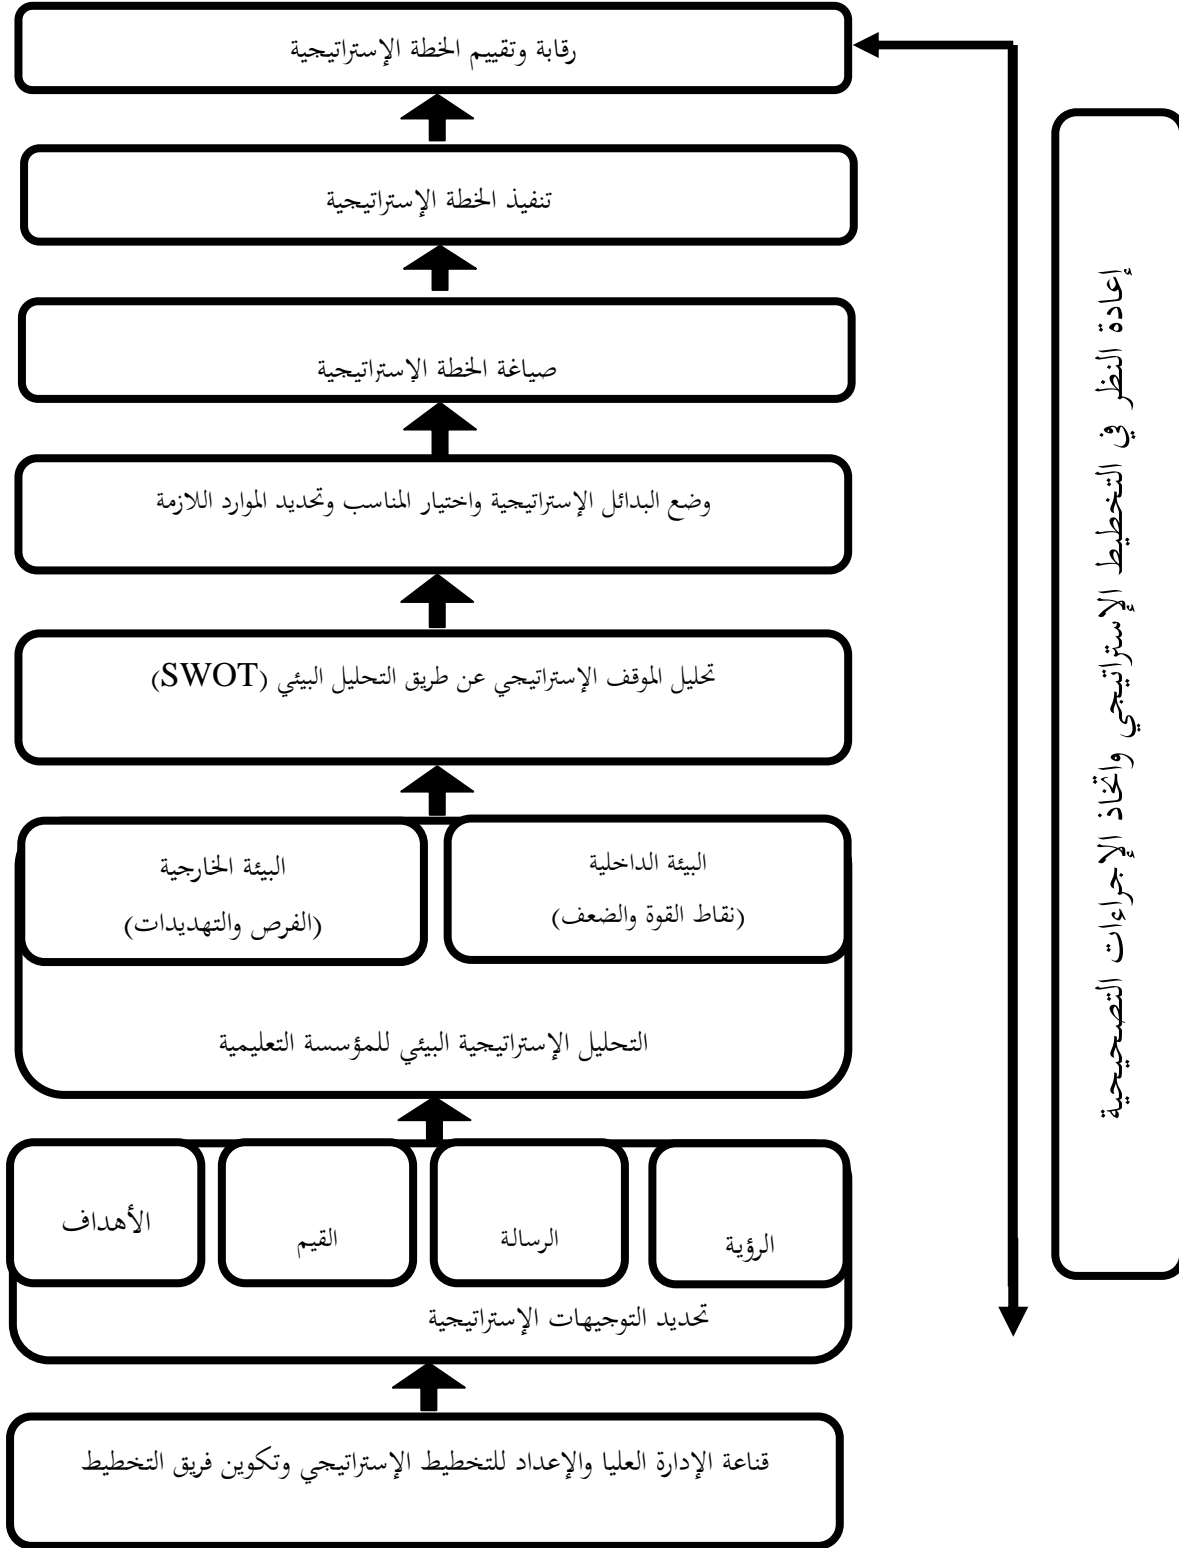 رقابة وتقييم الخطة الإستراتيجية
تنفيذ الخطة الإستراتيجية
صياغة الخطة الإستراتيجية
وضع البدائل الإستراتيجية واختيار المناسب وتحديد الموارد اللازمة
تحليل الموقف الإستراتيجي عن طريق التحليل البيئي (SWOT)
البيئة الداخلية
(نقاط القوة والضعف)
البيئة الخارجية
(الفرص والتهديدات)
التحليل الإستراتيجية البيئي للمؤسسة التعليمية
الرؤية
الرسالة
القيم
الأهداف
تحديد التوجيهات الإستراتيجية
قناعة الإدارة العليا والإعداد للتخطيط الإستراتيجي وتكوين فريق التخطيط
إعادة النظر في التخطيط الإستراتيجي واتخاذ الإجراءات التصحيحية